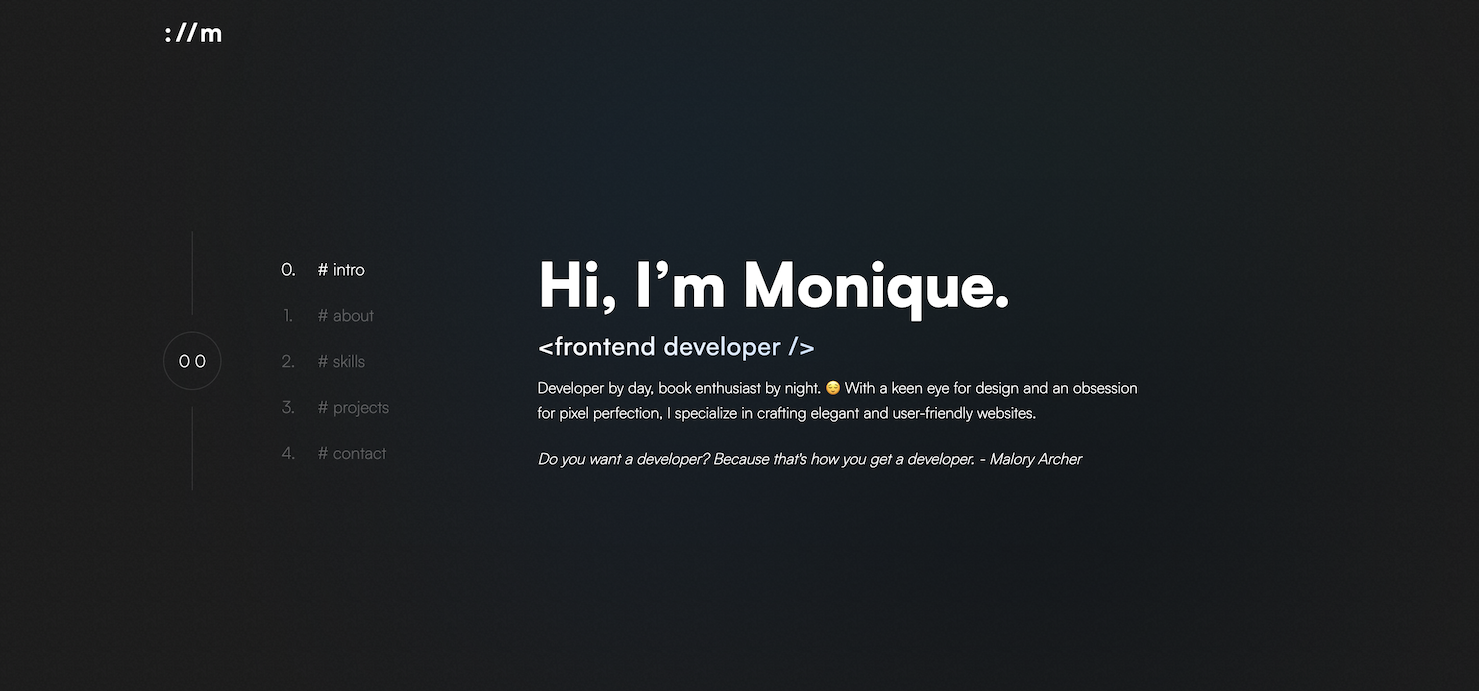 ://m
0. # intro
1. # about
00
2. # skills
3. # projects
4. # contact
Hi, I’m Monique.
<frontend developer />
Developer by day, book enthusiast by night. 😌 With a keen eye for design and an obsession
for pixel perfection, I specialize in crafting elegant and user-friendly websites.
Do you want a developer? Because that's how you get a developer. - Malory Archer